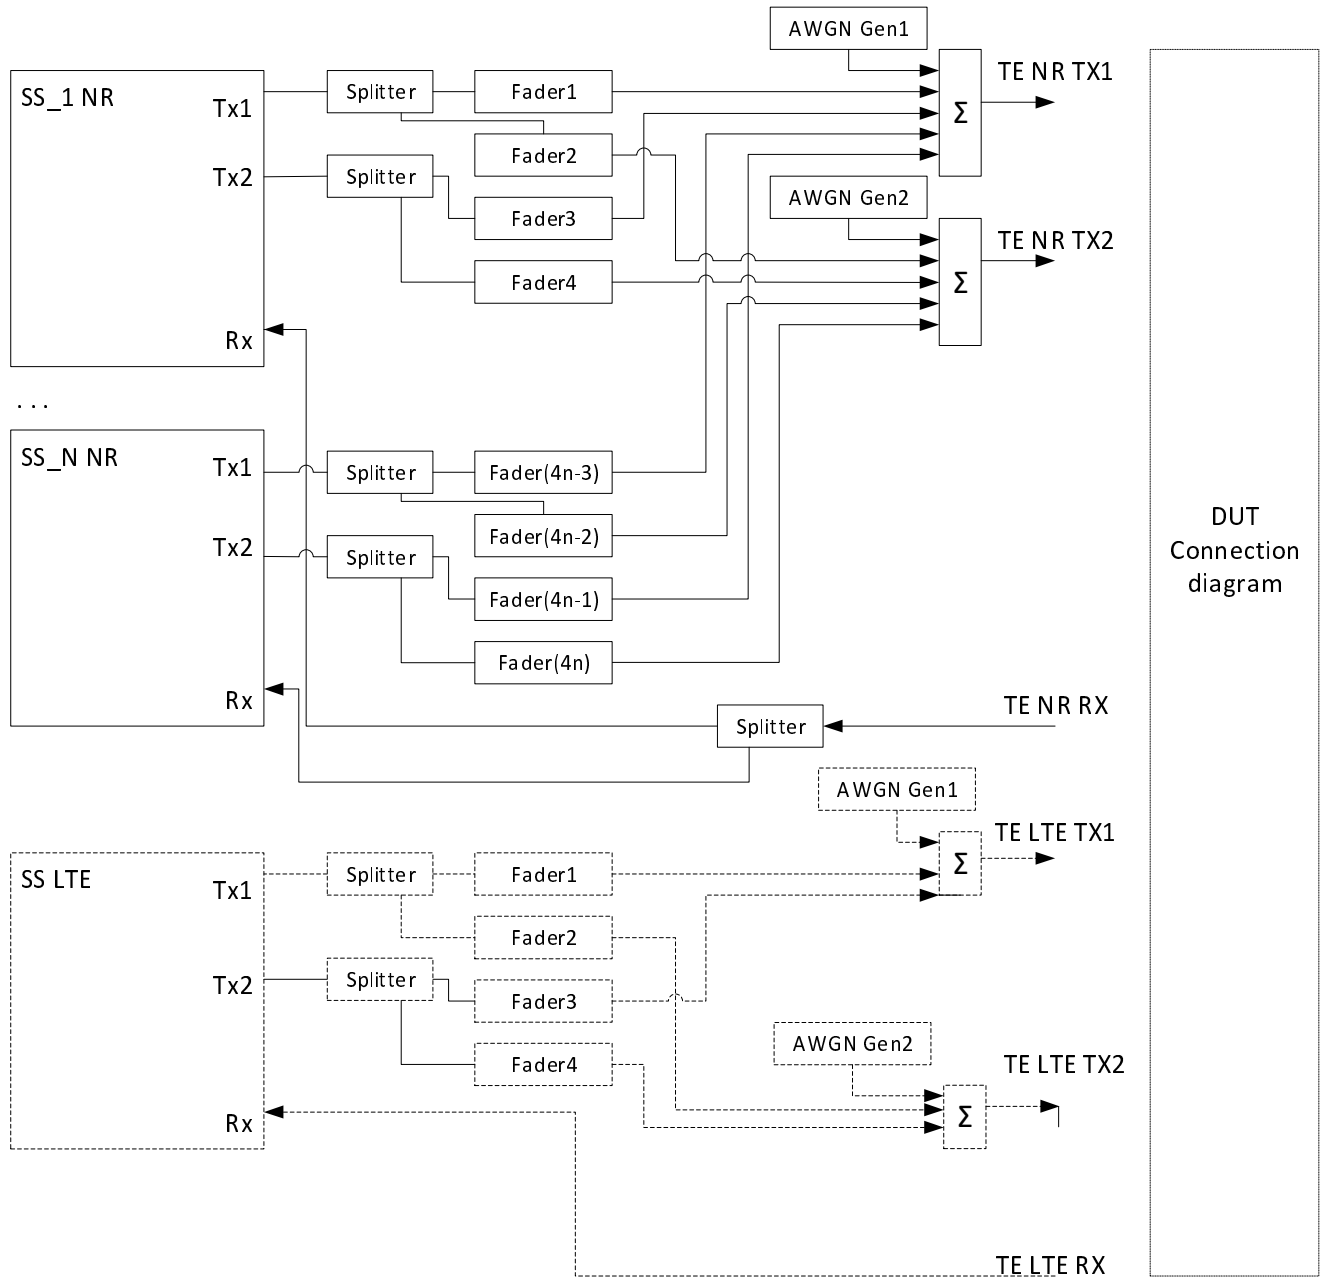 AWGN Gen1
TE NR TX1
SS_1 NR
Tx1
Splitter
Fader1
Σ
Fader2
Tx2
Splitter
AWGN Gen2
Fader3
TE NR TX2
Fader4
Σ
Rx
. . .
SS_N NR
Tx1
Splitter
Fader(4n-3)
DUT
Connection
diagram
Fader(4n-2)
Tx2
Splitter
Fader(4n-1)
Fader(4n)
Rx
TE NR RX
Splitter
AWGN Gen1
TE LTE TX1
SS LTE
Tx1
Splitter
Fader1
Σ
Fader2
Tx2
Splitter
Fader3
AWGN Gen2
Fader4
TE LTE TX2
Rx
Σ
TE LTE RX